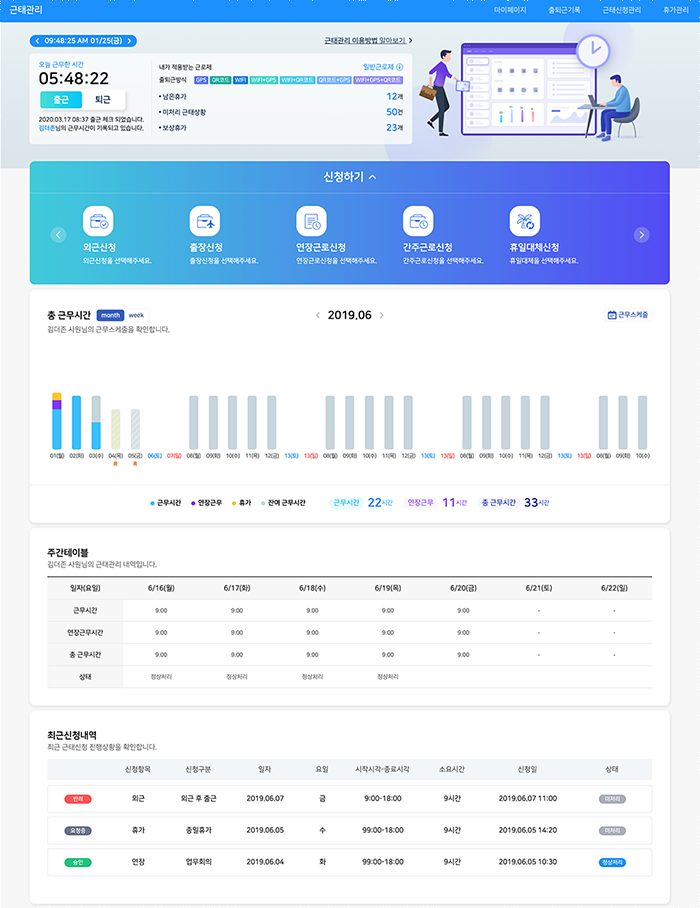 근태관리 마이페이지 출퇴근기록 근태신청관리 휴가관리
09:48:25 AM 01/25(금)
근태관리 이용방법 알아보기
오늘 근무한 시간
05:48:22
출근 퇴근
2020.03.17 08:37 출근 체크 되었습니다.
김더존님의 근무시간이 기록되고 있습니다.
내가 적용받는 근로제 일반근로제
출퇴근방식 GPS QR코드 WIFI WIFI+GPS WIFI+QR코드 QR코드+GPS WIFI+GPS+QR코드
• 남은휴가 12개
• 미처리 근태상황 50건
• 보상휴가 23개
신청하기
외근신청
외근신청을 선택해주세요.
출장신청
출장신청을 선택해주세요.
연장근로신청
연장근로신청을 선택해주세요.
간주근로신청
간주근로신청을 선택해주세요.
휴일대체신청
휴일대체을 선택해주세요.
총 근무시간 month week
김더존 사원님의 근무스케줄을 확인합니다.
2019.06
근무스케줄
01(월) 02(화) 03(수) 04(목) 05(금) 06(토) 07(일) 08(월) 09(화) 10(수) 11(목) 12(금) 13(토) 13(일) 08(월) 09(화) 10(수) 11(목) 12(금) 13(토) 13(일) 08(월) 09(화) 10(수) 11(목) 12(금) 13(토) 13(일) 08(월) 09(화) 10(수)
휴 휴
근무시간 연장근무 휴가 잔여 근무시간 근무시간 22시간 연장근무 11시간 총 근무시간 33시간
주간테이블
김더존 사원님의 근태관리 내역입니다.
일자(요일) 6/16(월) 6/17(화) 6/18(수) 6/19(목) 6/20(금) 6/21(토) 6/22(일)
근무시간 9:00 9:00 9:00 9:00 9:00 - -
연장근무시간 9:00 9:00 9:00 9:00 9:00 - -
총 근무시간 9:00 9:00 9:00 9:00 9:00 - -
상태 정상처리 정상처리 정상처리 정상처리
최근신청내역
최근 근태신청 진행상황을 확인합니다.
신청항목 신청구분 일자 요일 시작시각-종료시각 소요시간 신청일 상태
반려 외근 외근 후 출근 2019.06.07 금 9:00-18:00 9시간 2019.06.07 11:00 미처리
요청중 휴가 종일휴가 2019.06.05 수 99:00-18:00 9시간 2019.06.05 14:20 미처리
승인 연장 업무회의 2019.06.04 화 99:00-18:00 9시간 2019.06.05 10:30 정상처리